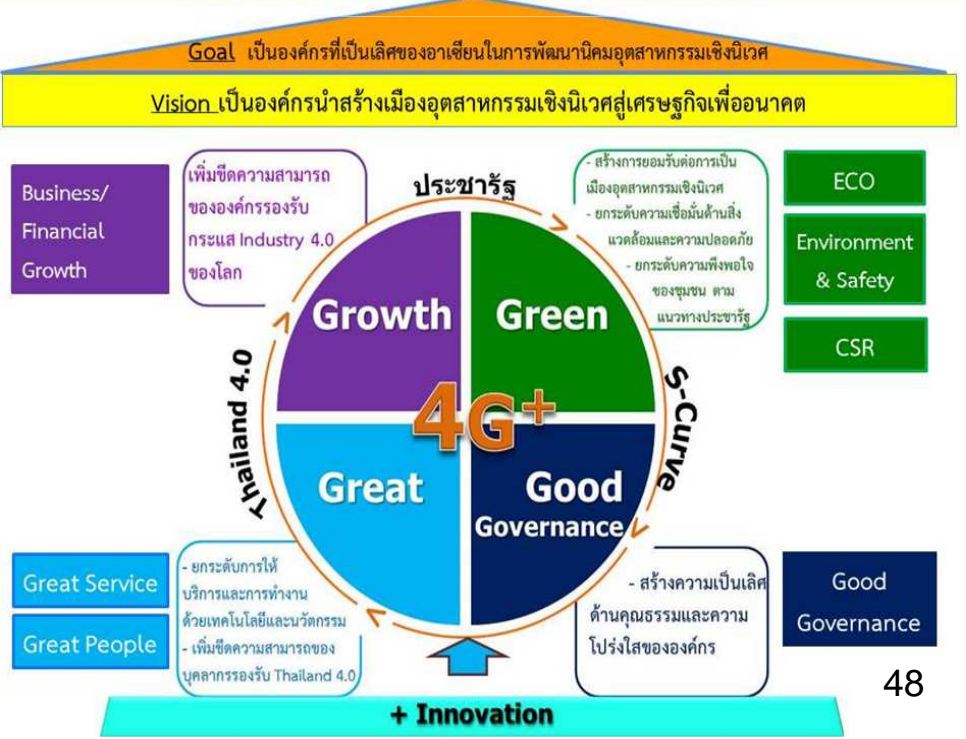 Goal เป็นองค์กรที่เป็นเลิศของอาเซียนในการพัฒนานิคมอุตสาหกรรมเชิงนิเวศ
Vision เป็นองค์กรนำสร้างเมืองอุตสาหกรรมเชิงนิเวศสู่เศรษฐกิจเพื่ออนาคต
Business/
Financial
Growth
เพิ่มขีดความสามารถ
ขององค์กรรองรับ
กระแส Industry 4.0
ของโลก
ประชารัฐ
- สร้างการยอมรับต่อการเป็น
เมืองอุตสาหกรรมเชิงนิเวศ
- ยกระดับความเชื่อมั่นด้านสิ่ง
แวดล้อมและความปลอดภัย
- ยกระดับความพึงพอใจ
ของชุมชน ตาม
แนวทางประชารัฐ
ECO
Environment
& Safety
CSR
Growth
Green
4G+
Thailand 4.0
S-Curve
Great
Good
Governance
Great Service
Great People
- ยกระดับการให้
บริการและการทำงาน
ด้วยเทคโนโลยีและนวัตกรรม
- เพิ่มขีดความสามารถของ
บุคลากรรองรับ Thailand 4.0
- สร้างความเป็นเลิศ
ด้านคุณธรรมและความ
โปร่งใสขององค์กร
Good
Governance
48
+ Innovation